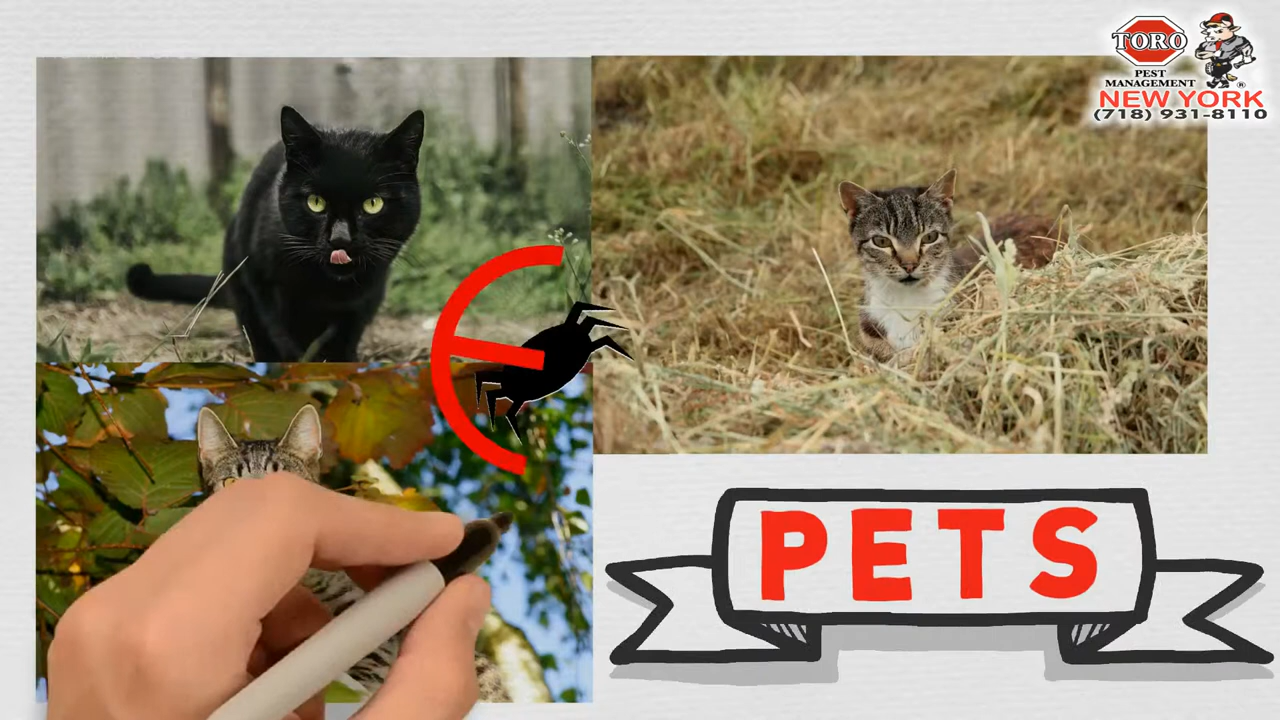 TORO
PEST
MANAGEMENT
®
NEW YORK
(718) 931-8110
PETS